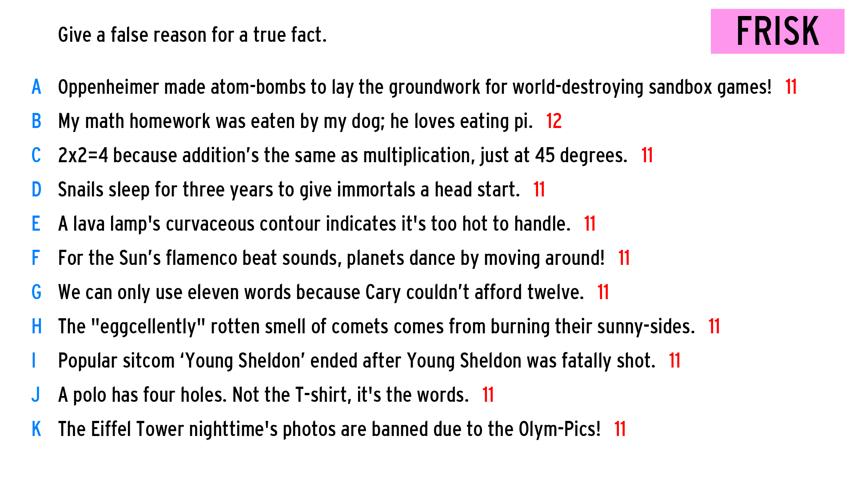 Give a false reason for a true fact.
FRISK
A Oppenheimer made atom-bombs to lay the groundwork for world-destroying sandbox games! 11
B My math homework was eaten by my dog; he loves eating pi. 12
C 2x2=4 because addition’s the same as multiplication, just at 45 degrees. 11
D Snails sleep for three years to give immortals a head start. 11
E A lava lamp's curvaceous contour indicates it's too hot to handle. 11
F For the Sun’s flamenco beat sounds, planets dance by moving around! 11
G We can only use eleven words because Cary couldn’t afford twelve. 11
H The "eggcellently" rotten smell of comets comes from burning their sunny-sides. 11
I Popular sitcom ‘Young Sheldon’ ended after Young Sheldon was fatally shot. 11
J A polo has four holes. Not the T-shirt, it's the words. 11
K The Eiffel Tower nighttime's photos are banned due to the Olym-Pics! 11